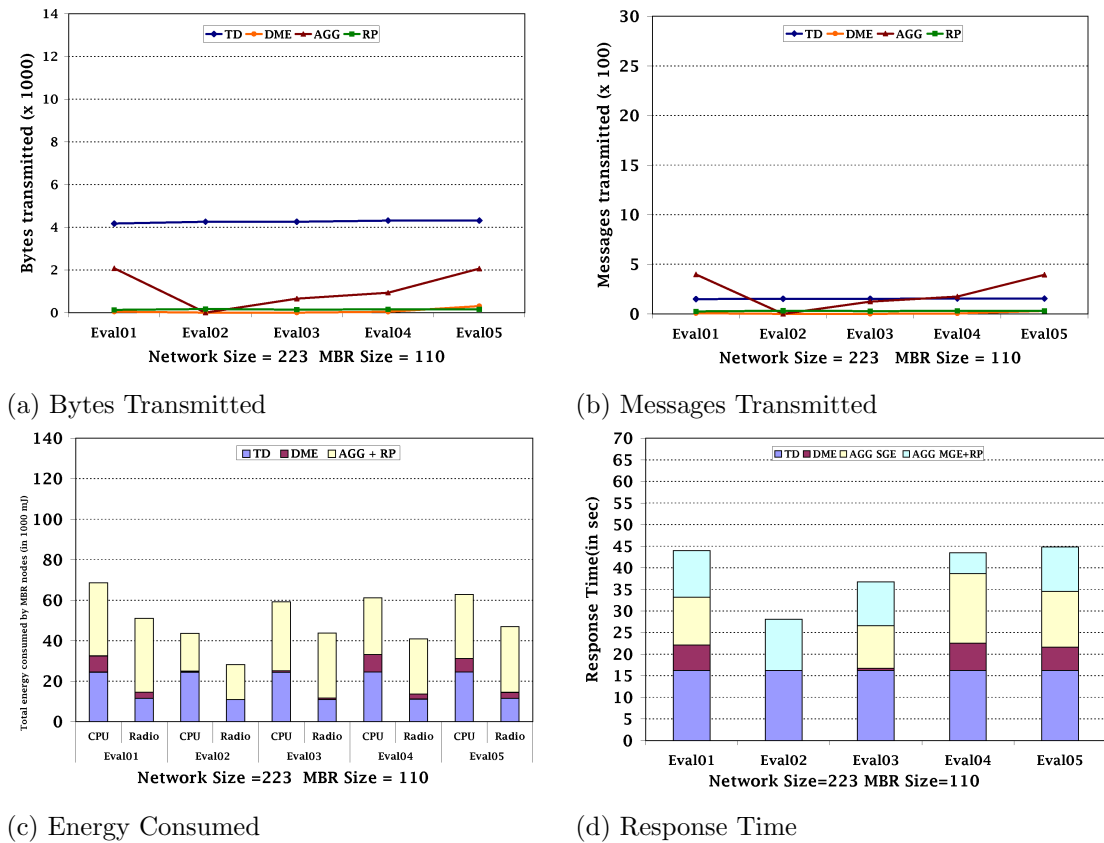 14
12
10
8
6
4
2
0
Bytes transmitted (x 1000)
TD DME AGG RP
Eval01 Eval02 Eval03 Eval04 Eval05
Network Size = 223 MBR Size = 110
(a) Bytes Transmitted
30
25
20
15
10
5
0
Messages transmitted (x 100)
TD DME AGG RP
Eval01 Eval02 Eval03 Eval04 Eval05
Network Size = 223 MBR Size = 110
(b) Messages Transmitted
140
100
80
60
40
20
0
Total energy consumed by MBR nodes (in 1000 mJ)
TD DME AGG + RP
CPU Radio CPU Radio CPU Radio CPU Radio CPU Radio
Eval01 Eval02 Eval03 Eval04 Eval05
Network Size =223 MBR Size = 110
(c) Energy Consumed
70
65
60
55
50
45
40
35
30
25
20
15
10
5
0
Response Time(in sec)
TD DME AGG SGE AGG MGE+RP
Eval01 Eval02 Eval03 Eval04 Eval05
Network Size=223 MBR Size=110
(d) Response Time